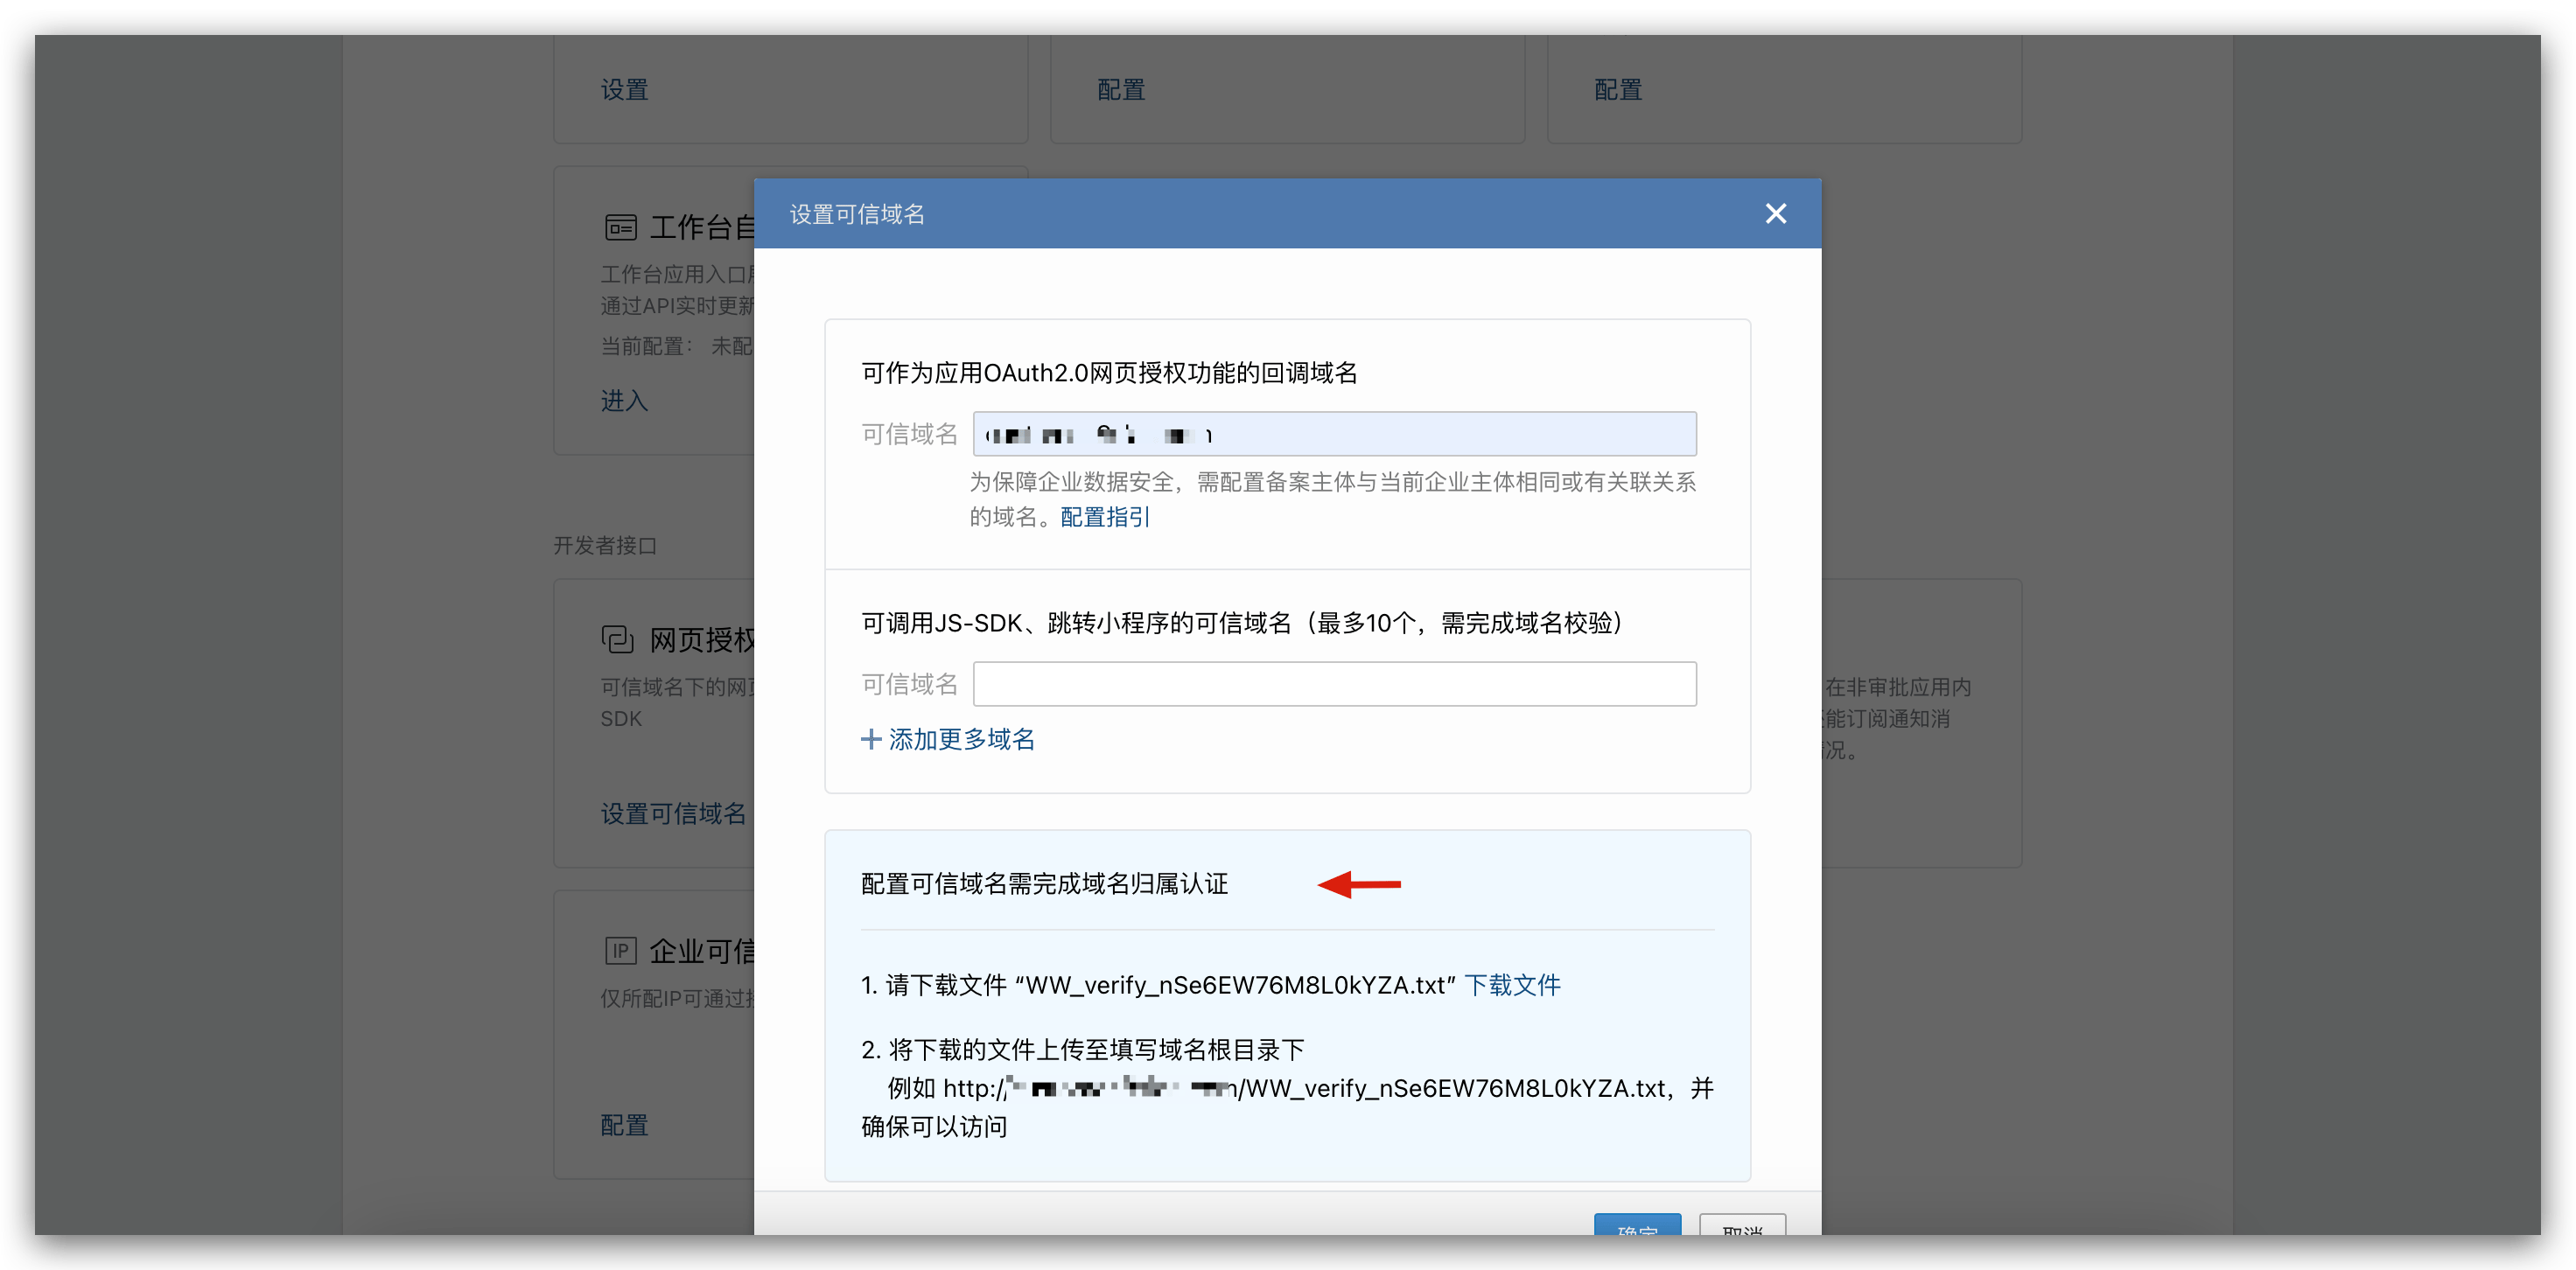 设置
配置
配置
工作台自
工作台应用入口
通过API实时更新
当前配置： 未配
进入
开发者接口
网页授权
可信域名下的网页
SDK
设置可信域名
在非审批应用内
能订阅通知消
况。
IP 企业可信
仅所配IP可通过
配置
设置可信域名
可作为应用OAuth2.0网页授权功能的回调域名
可信域名
为保障企业数据安全，需配置备案主体与当前企业主体相同或有关联关系
的域名。配置指引
可调用JS-SDK、跳转小程序的可信域名（最多10个，需完成域名校验）
可信域名
添加更多域名
配置可信域名需完成域名归属认证
1. 请下载文件 “WW_verify_nSe6EW76M8L0kYZA.txt” 下载文件
2. 将下载的文件上传至填写域名根目录下
例如 http:// /WW_verify_nSe6EW76M8L0kYZA.txt，并
确保可以访问
确定
取消